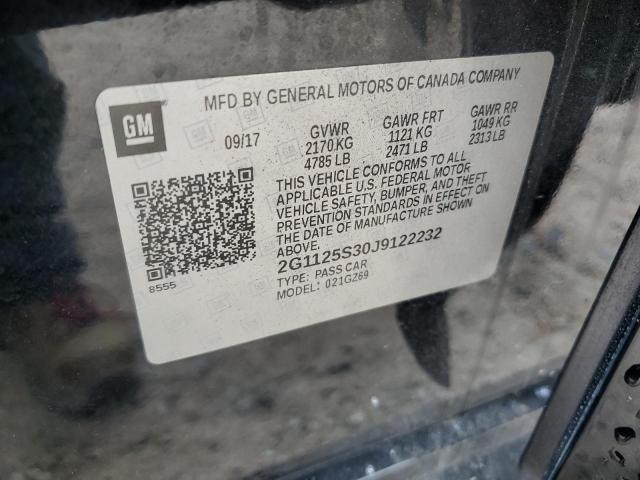 MFD BY GENERAL MOTORS OF CANADA COMPANY
GM
09/17
GVWR
2170 KG
4785 LB
GAWR FRT
1121 KG
2471 LB
GAWR RR
1049 KG
2313 LB
THIS VEHICLE CONFORMS TO ALL
APPLICABLE U.S. FEDERAL MOTOR
VEHICLE SAFETY, BUMPER, AND THEFT
PREVENTION STANDARDS IN EFFECT ON
THE DATE OF MANUFACTURE SHOWN
ABOVE.
2G1125S30J9122232
TYPE: PASS CAR
MODEL: 021GZ69
8555